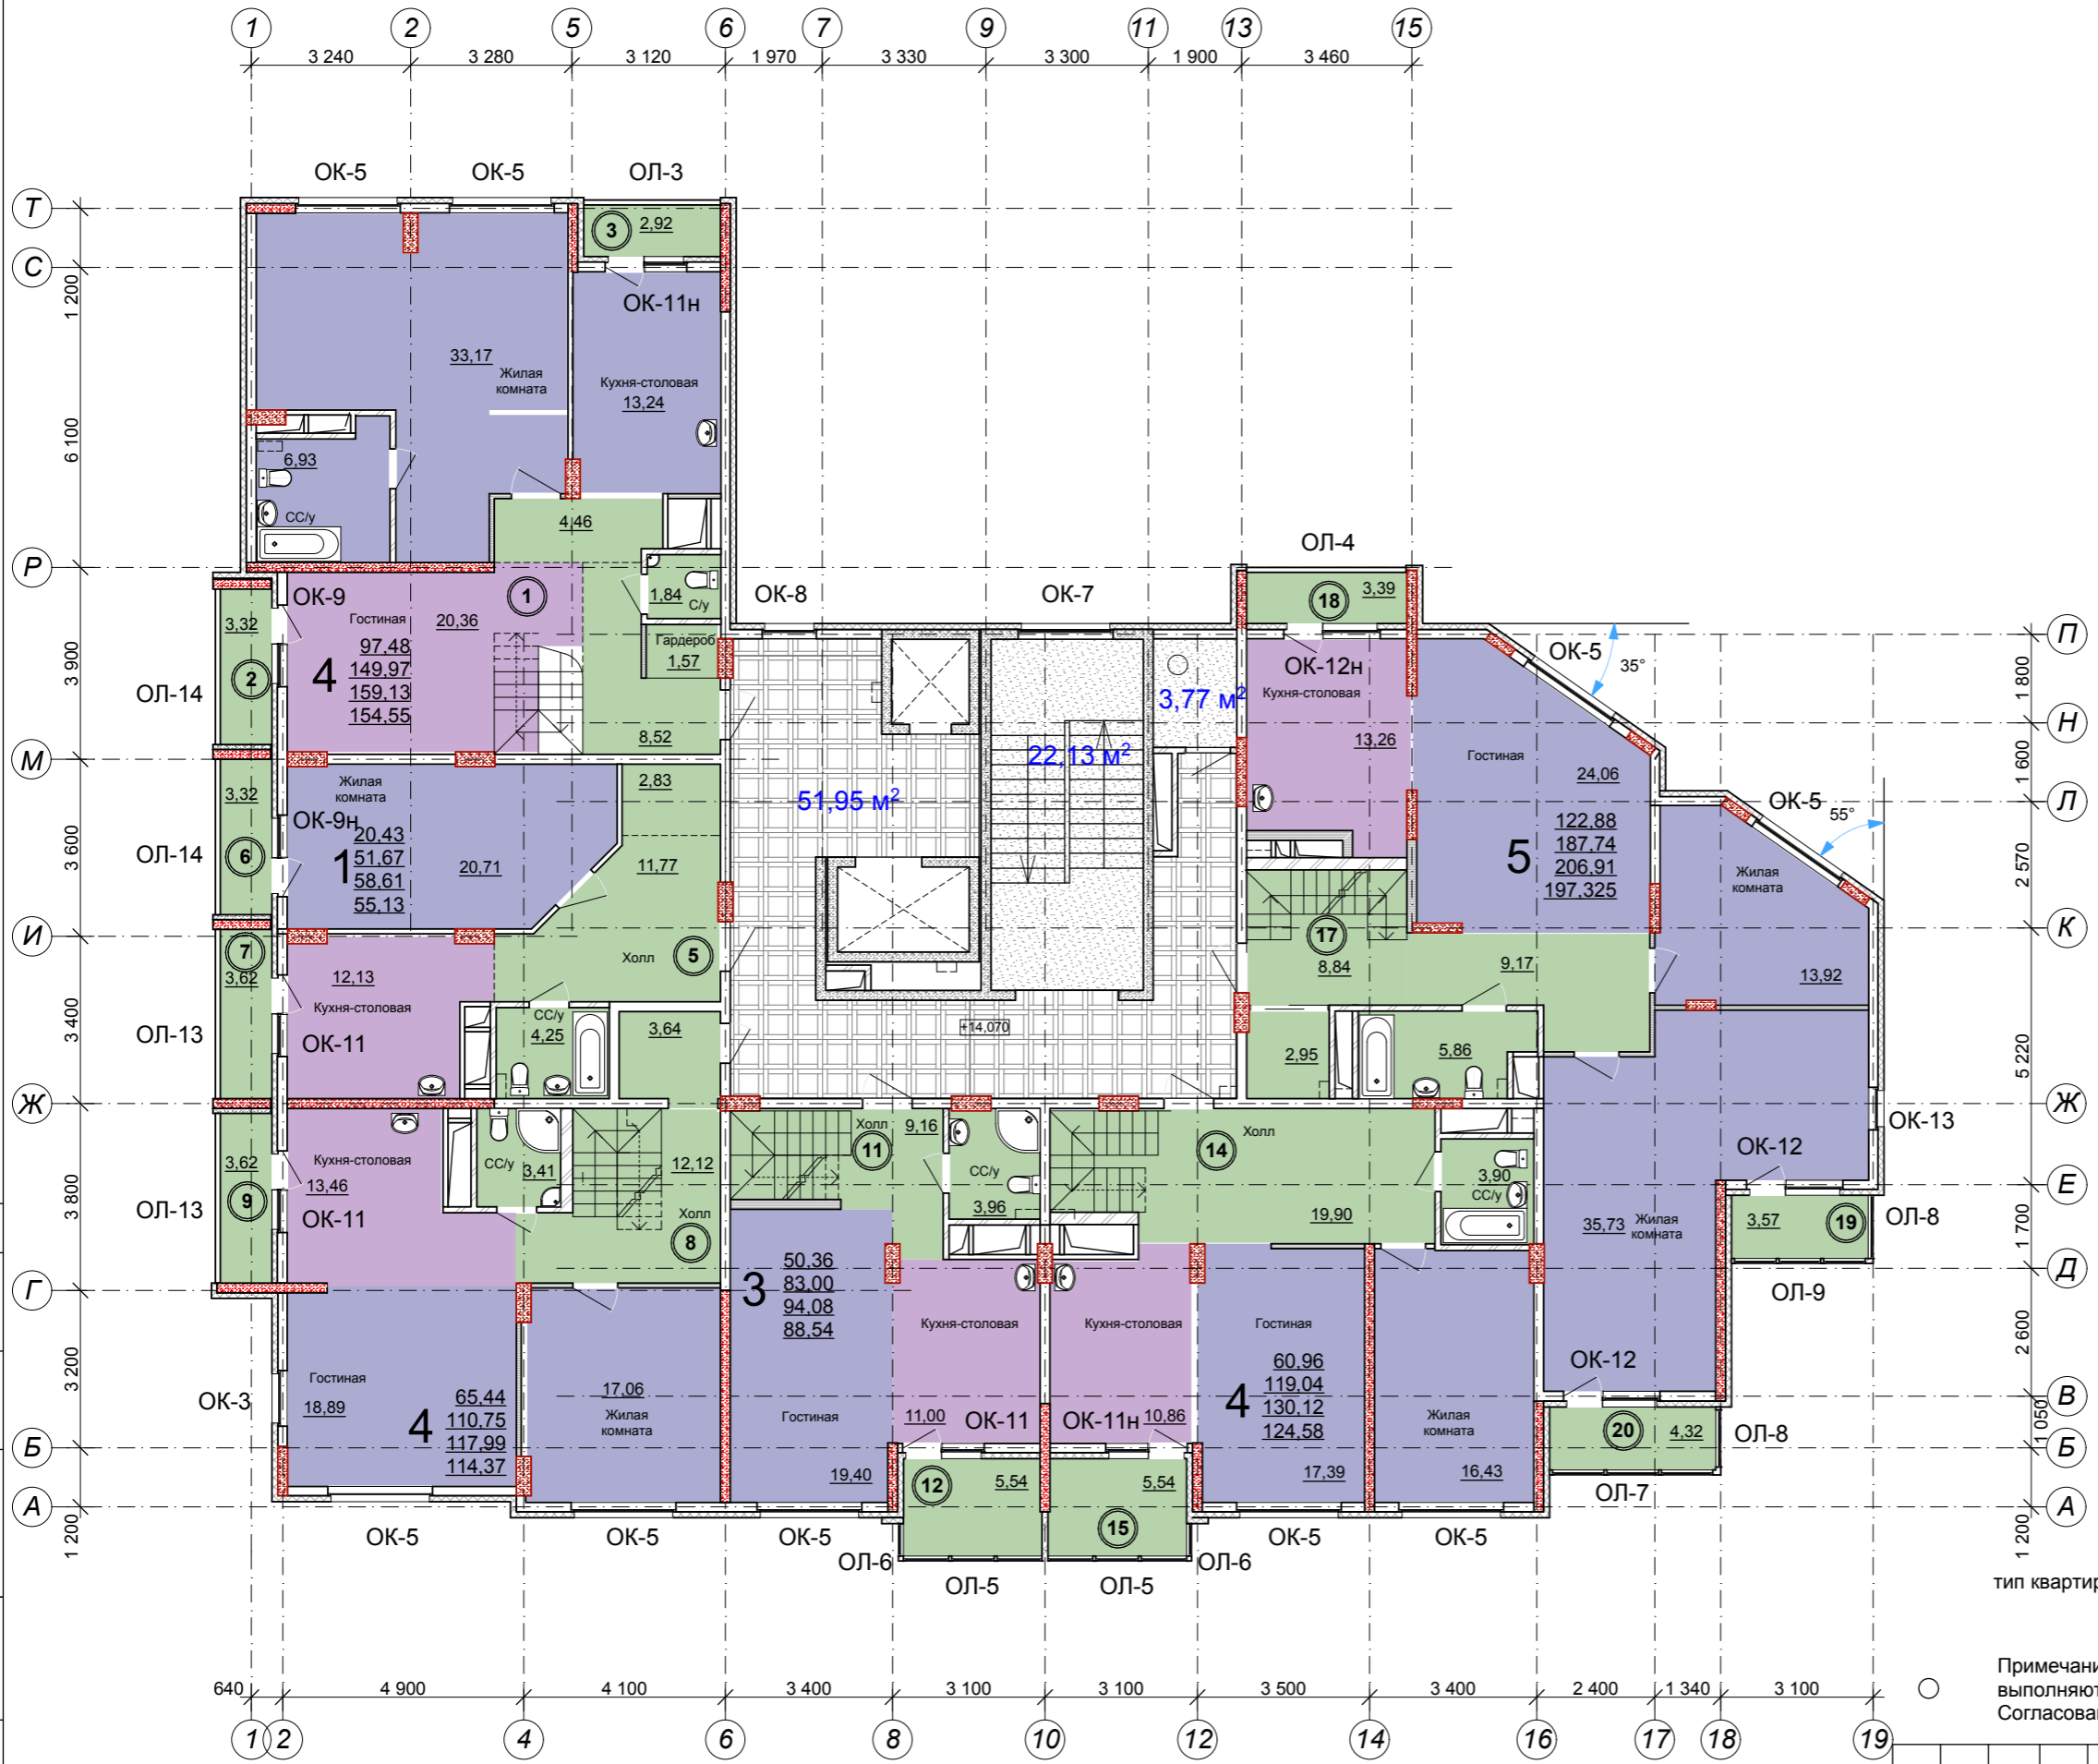 1 2 5 6 7 9 11 13 15
3 240 3 280 3 120 1 970 3 330 3 300 1 900 3 460
ОК-5 ОК-5 ОЛ-3
Т
С
Р
М
И
Ж
Г
Б
А
1 200
6 100
3 900
3 600
3 400
3 800
3 200
1 200
3 2,92
ОК-11н
33,17
Жилая
комната
Кухня-столовая
13,24
6,93
СС/у
4,46
1,84
С/у
Гардероб
1,57
8,52
ОК-9
1
Гостиная
20,36
4
97,48
149,97
159,13
154,55
3,32
2
ОЛ-14
ОК-8
ОК-7
ОЛ-4
18
3,39
ОК-12н
Кухня-столовая
13,26
3,77 м²
22,13 м²
51,95 м²
+14,070
ОК-5
35°
Гостиная
24,06
5
122,88
187,74
206,91
197,325
ОК-5
55°
Жилая
комната
13,92
17
8,84
9,17
2,95
5,86
Жилая
комната
ОК-9н
1
20,43
51,67
58,61
55,13
20,71
3,32
6
ОЛ-14
2,83
11,77
Холл
5
7
3,62
ОЛ-13
12,13
Кухня-столовая
ОК-11
СС/у
4,25
3,64
3,62
9
ОЛ-13
Кухня-столовая
13,46
ОК-11
СС/у
3,41
12,12
Холл
8
Гостиная
18,89
4
65,44
110,75
117,99
114,37
ОК-3
17,06
Жилая
комната
Холл
9,16
11
СС/у
3,96
3
50,36
83,00
94,08
88,54
Гостиная
19,40
Кухня-столовая
11,00
ОК-11
12
5,54
Холл
14
19,90
3,90
СС/у
Кухня-столовая
ОК-11н
10,86
15
5,54
Гостиная
4
60,96
119,04
130,12
124,58
17,39
Жилая
комната
16,43
35,73
Жилая
комната
ОК-12
ОК-13
3,57
19
ОЛ-8
ОЛ-9
ОК-12
20
4,32
ОЛ-8
ОЛ-7
ОК-5 ОК-5 ОК-5 ОК-5 ОК-5
ОЛ-6 ОЛ-6
ОЛ-5 ОЛ-5
П
Н
Л
К
Ж
Е
Д
В
Б
А
1 800
1 600
2 570
5 220
1 700
2 600
1 050
1 200
тип квартир
Примечани
выполняют
Согласован
640 4 900 4 100 3 400 3 100 3 100 3 500 3 400 2 400 1 340 3 100
1 2 4 6 8 10 12 14 16 17 18 19